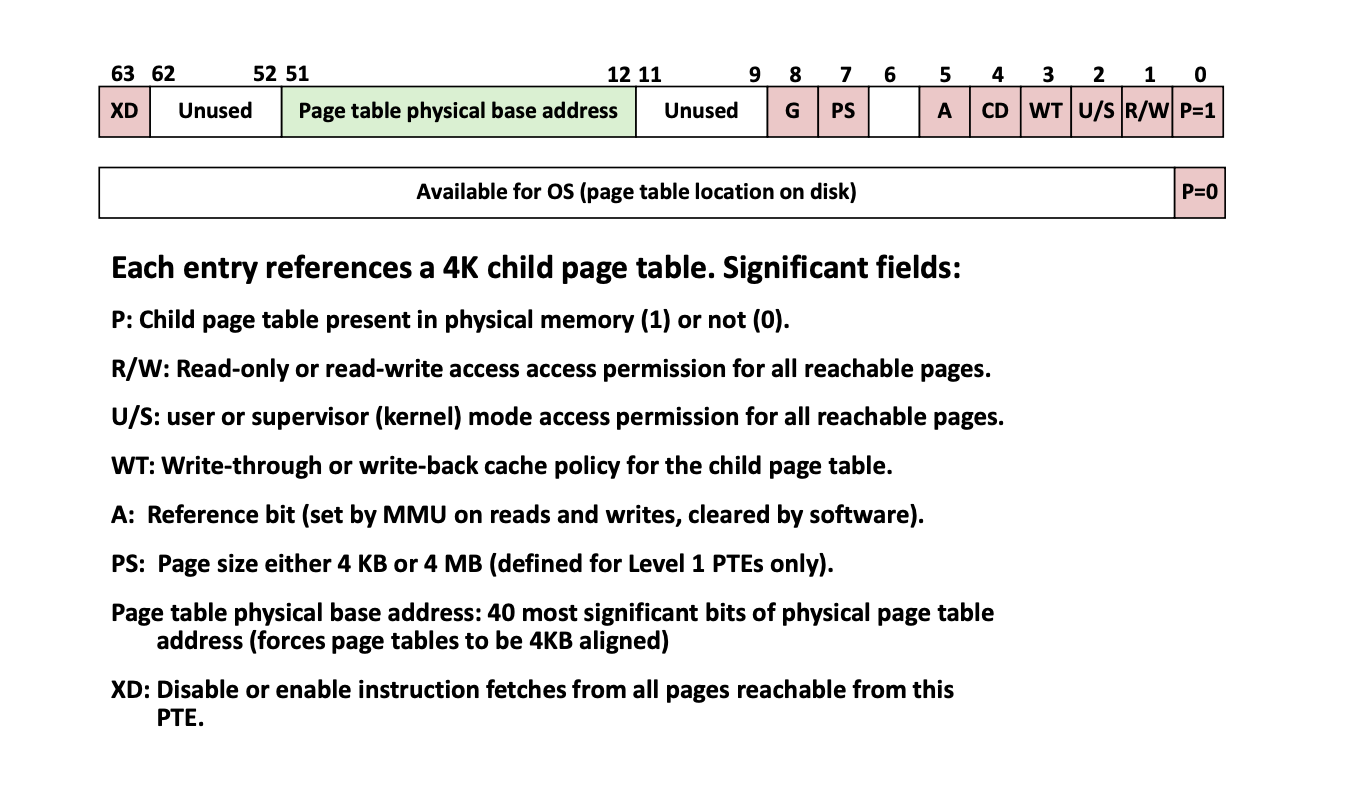 63 62 52 51 12 11 9 8 7 6 5 4 3 2 1 0
XD Unused Page table physical base address Unused G PS A CD WT U/S R/W P=1
Available for OS (page table location on disk) P=0
Each entry references a 4K child page table. Significant fields:
P: Child page table present in physical memory (1) or not (0).
R/W: Read-only or read-write access access permission for all reachable pages.
U/S: user or supervisor (kernel) mode access permission for all reachable pages.
WT: Write-through or write-back cache policy for the child page table.
A: Reference bit (set by MMU on reads and writes, cleared by software).
PS: Page size either 4 KB or 4 MB (defined for Level 1 PTEs only).
Page table physical base address: 40 most significant bits of physical page table
address (forces page tables to be 4KB aligned)
XD: Disable or enable instruction fetches from all pages reachable from this
PTE.